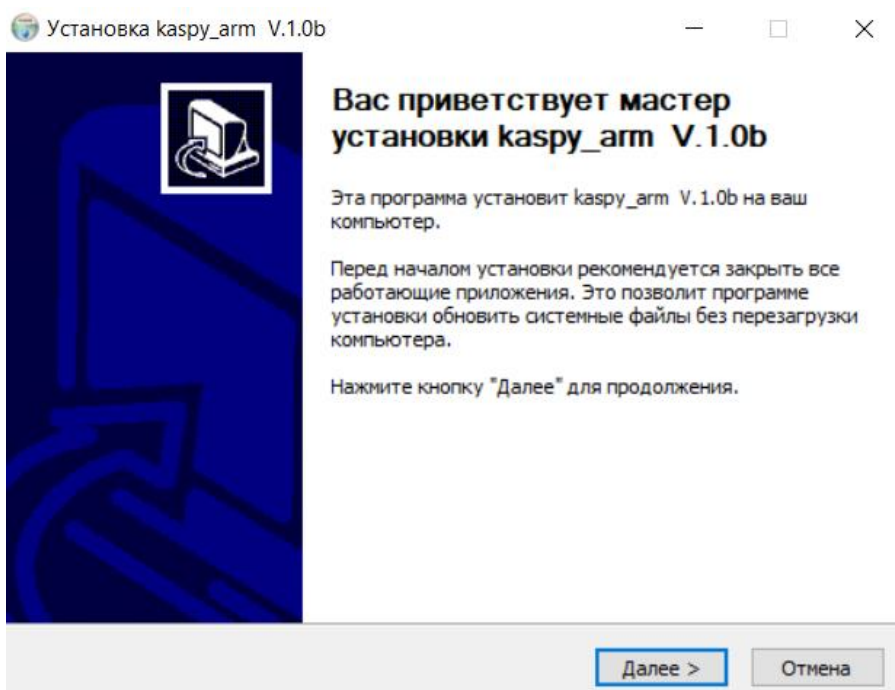 Установка kaspy_arm V.1.0b
Вас приветствует мастер
установки kaspy_arm V.1.0b
Эта программа установит kaspy_arm V.1.0b на ваш
компьютер.
Перед началом установки рекомендуется закрыть все
работающие приложения. Это позволит программе
установки обновить системные файлы без перезагрузки
компьютера.
Нажмите кнопку "Далее" для продолжения.
Далее >
Отмена